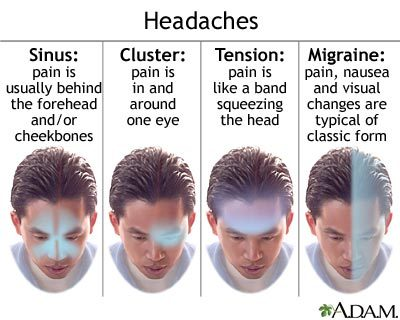 Headaches
Sinus:
pain is
usually behind
the forehead
and/or
cheekbones
Cluster:
pain is
in and
around
one eye
Tension:
pain is
like a band
squeezing
the head
Migraine:
pain, nausea
and visual
changes are
typical of
classic form
ADAM.